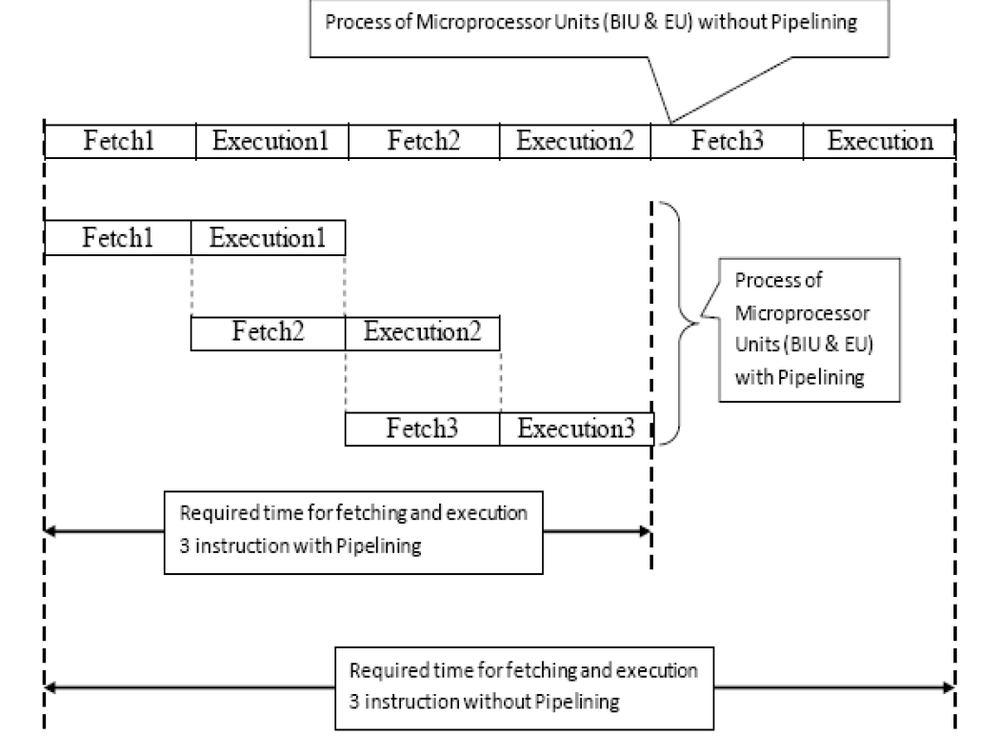 Process of Microprocessor Units (BIU & EU) without Pipelining
Fetch1 Execution1 Fetch2 Execution2 Fetch3 Execution
Fetch1 Execution1
Process of
Microprocessor
Units (BIU & EU)
with Pipelining
Fetch2 Execution2
Fetch3 Execution3
Required time for fetching and execution
3 instruction with Pipelining
Required time for fetching and execution
3 instruction without Pipelining